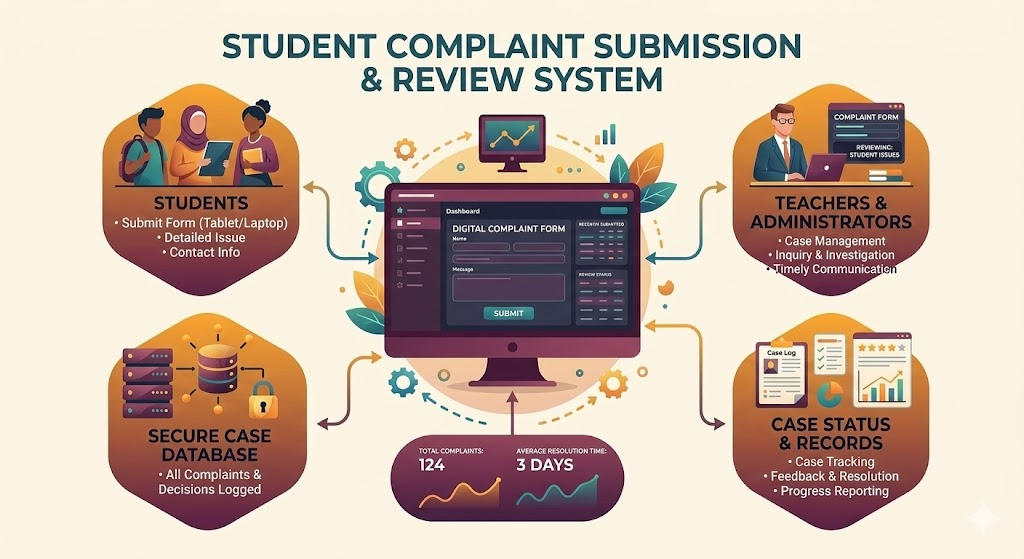 STUDENT COMPLAINT SUBMISSION
& REVIEW SYSTEM
STUDENTS
• Submit Form (Tablet/Laptop)
• Detailed Issue
• Contact Info
COMPLAINT FORM
REVIEWING:
STUDENT ISSUES
TEACHERS &
ADMINISTRATORS
• Case Management
• Inquiry & Investigation
• Timely Communication
Dashboard
DIGITAL COMPLAINT FORM
Name
Message
SUBMIT
REVIEW STATUS
SECURE CASE
DATABASE
• All Complaints &
Decisions Logged
TOTAL COMPLAINTS:
124
AVERAGE RESOLUTION TIME:
3 DAYS
Case Log
CASE STATUS
& RECORDS
• Case Tracking
• Feedback & Resolution
• Progress Reporting